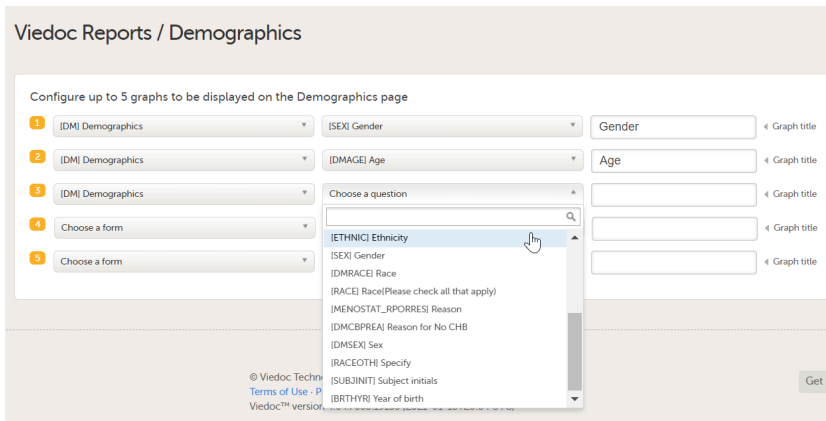 Viedoc Reports / Demographics
Configure up to 5 graphs to be displayed on the Demographics page
1 [DM] Demographics [SEX] Gender Gender Graph title
2 [DM] Demographics [DMAGE] Age Age Graph title
3 [DM] Demographics Choose a question Graph title
4 Choose a form Graph title
5 Choose a form Graph title
[ETHNIC] Ethnicity
[SEX] Gender
[DMRACE] Race
[RACE] Race(Please check all that apply)
[MENOSTAT_RPORRES] Reason
[DMCBPREA] Reason for No CHB
[DMSEX] Sex
[RACEOTH] Specify
[SUBJINIT] Subject initials
[BRTHYR] Year of birth
© Viedoc Techn
Terms of Use · P
Viedoc™ version
Get